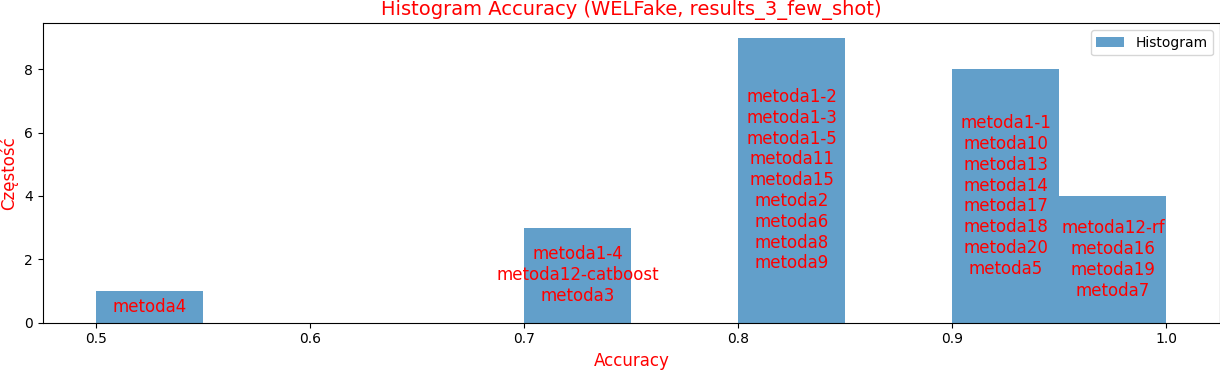 Histogram Accuracy (WELFake, results_3_few_shot)
Histogram
Częstość
8
6
4
2
0
metoda4
metoda1-4
metoda12-catboost
metoda3
metoda1-2
metoda1-3
metoda1-5
metoda11
metoda15
metoda2
metoda6
metoda8
metoda9
metoda1-1
metoda10
metoda13
metoda14
metoda17
metoda18
metoda20
metoda5
metoda12-rf
metoda16
metoda19
metoda7
0.5 0.6 0.7 0.8 0.9 1.0
Accuracy